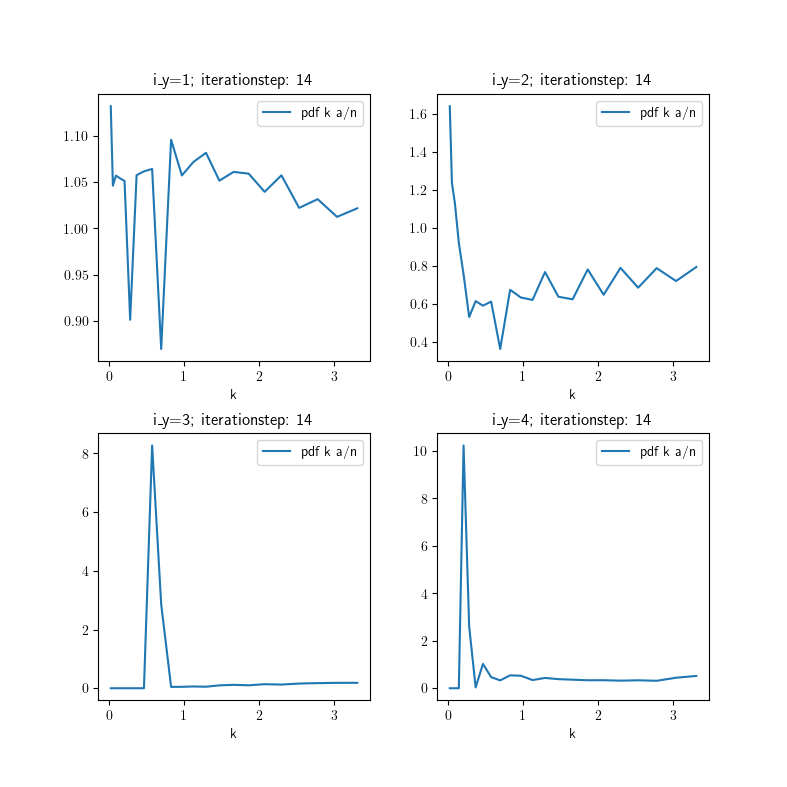 i_y=1; iterationstep: 14
pdf k a/n
1.10
1.05
1.00
0.95
0.90
0 1 2 3
k
i_y=2; iterationstep: 14
pdf k a/n
1.6
1.4
1.2
1.0
0.8
0.6
0.4
0 1 2 3
k
i_y=3; iterationstep: 14
pdf k a/n
8
6
4
2
0
0 1 2 3
k
i_y=4; iterationstep: 14
pdf k a/n
10
8
6
4
2
0
0 1 2 3
k